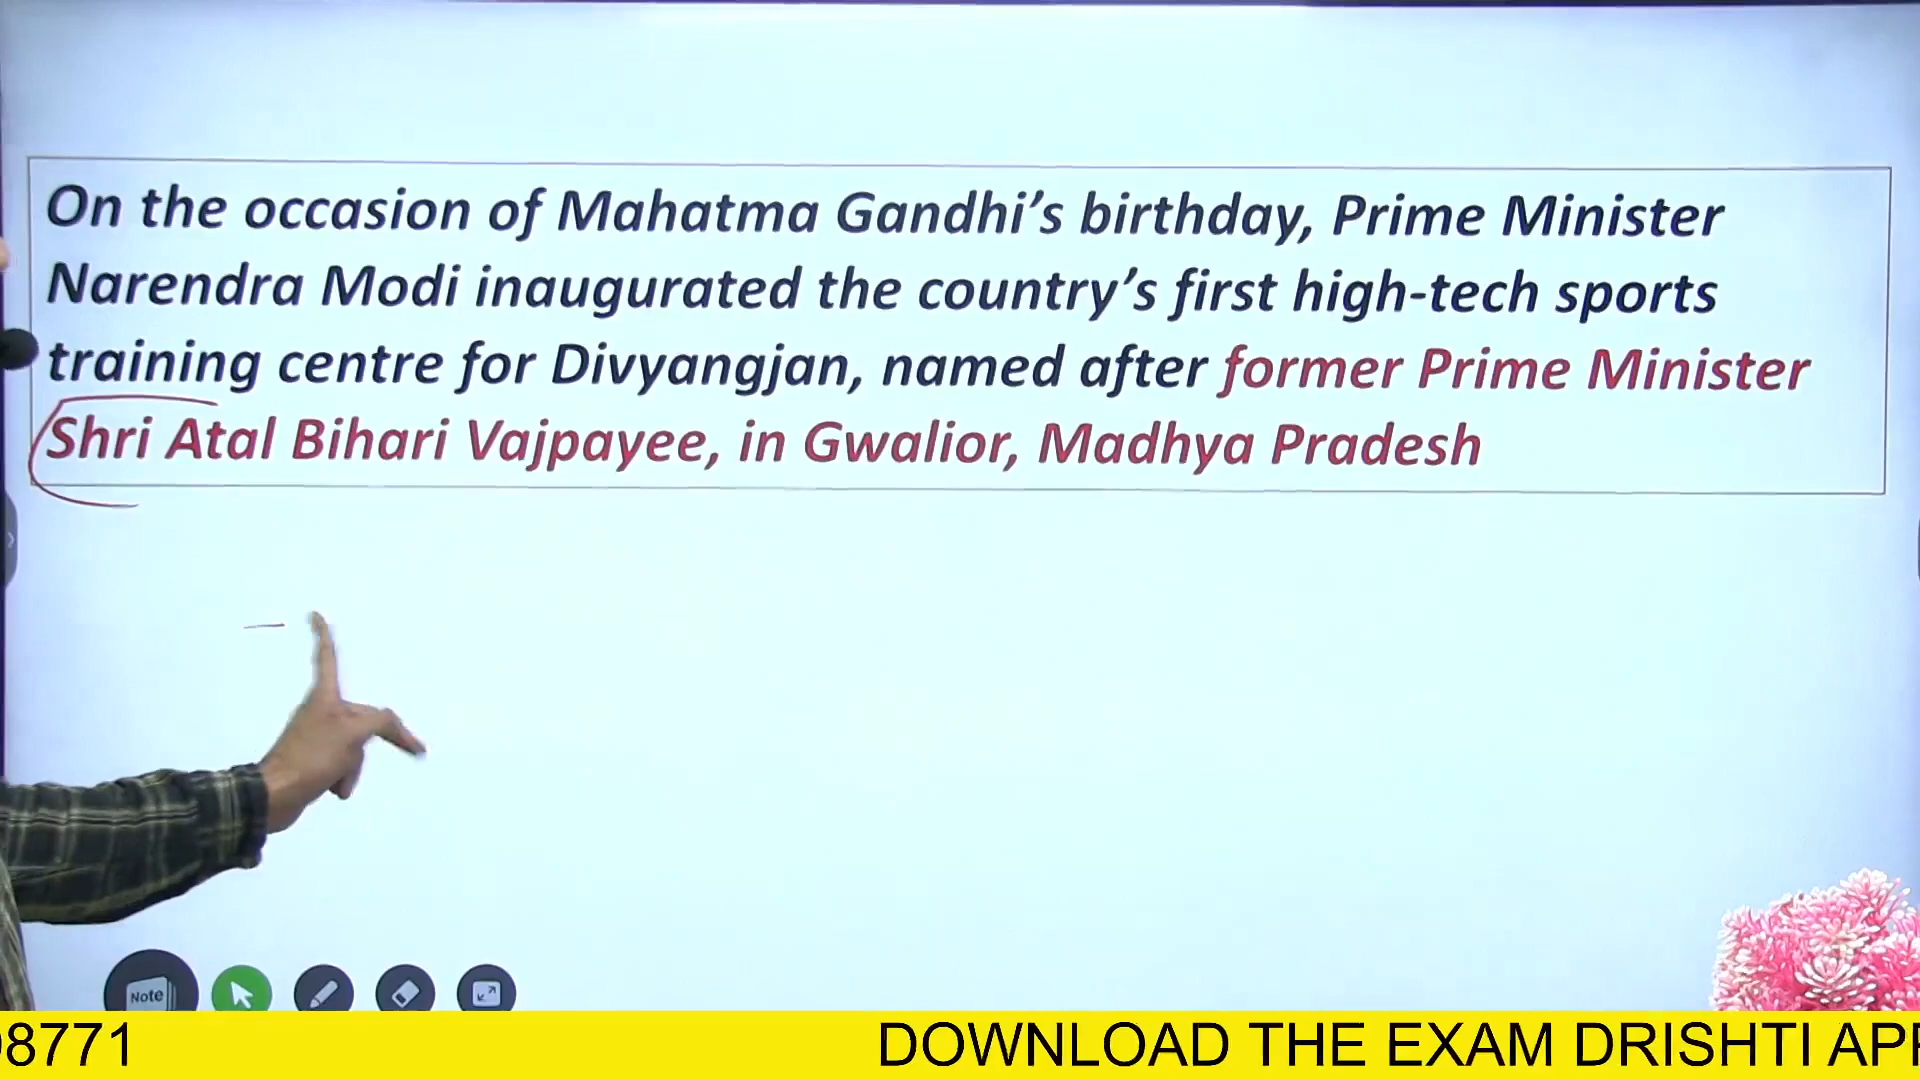 On the occasion of Mahatma Gandhi’s birthday, Prime Minister
Narendra Modi inaugurated the country’s first high-tech sports
training centre for Divyangjan, named after former Prime Minister
Shri Atal Bihari Vajpayee, in Gwalior, Madhya Pradesh
Note
8771 DOWNLOAD THE EXAM DRISHTI